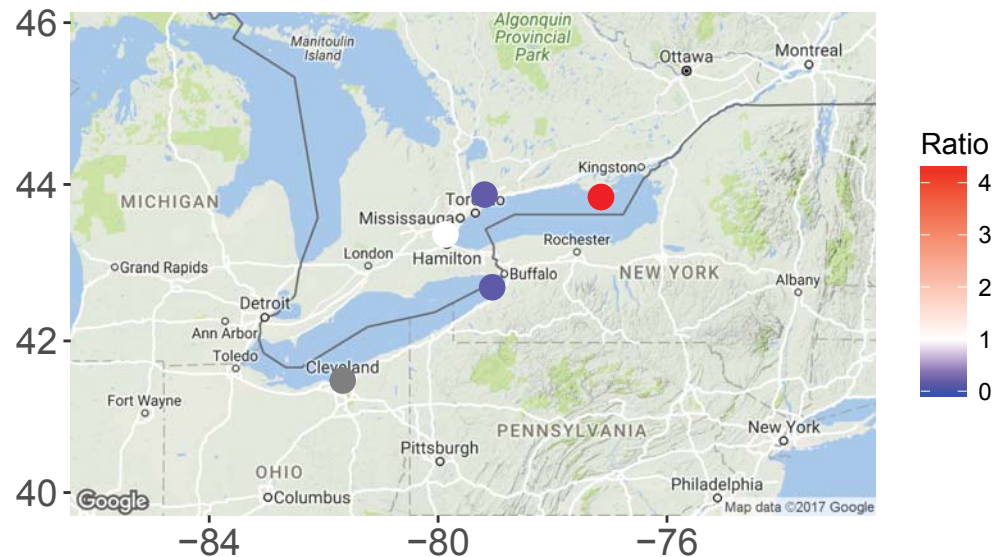 46
44
42
40
−84
−80
−76
Algonquin
Provincial
Park
Manitoulin
Island
Ottawa
Montreal
Kingston
MICHIGAN
Toronto
Mississauga
Hamilton
London
Rochester
Buffalo
NEW YORK
Albany
Grand Rapids
Detroit
Ann Arbor
Toledo
Cleveland
Fort Wayne
PENNSYLVANIA
New York
Pittsburgh
OHIO
Columbus
Philadelphia
Google
Map data ©2017 Google
Ratio
4
3
2
1
0